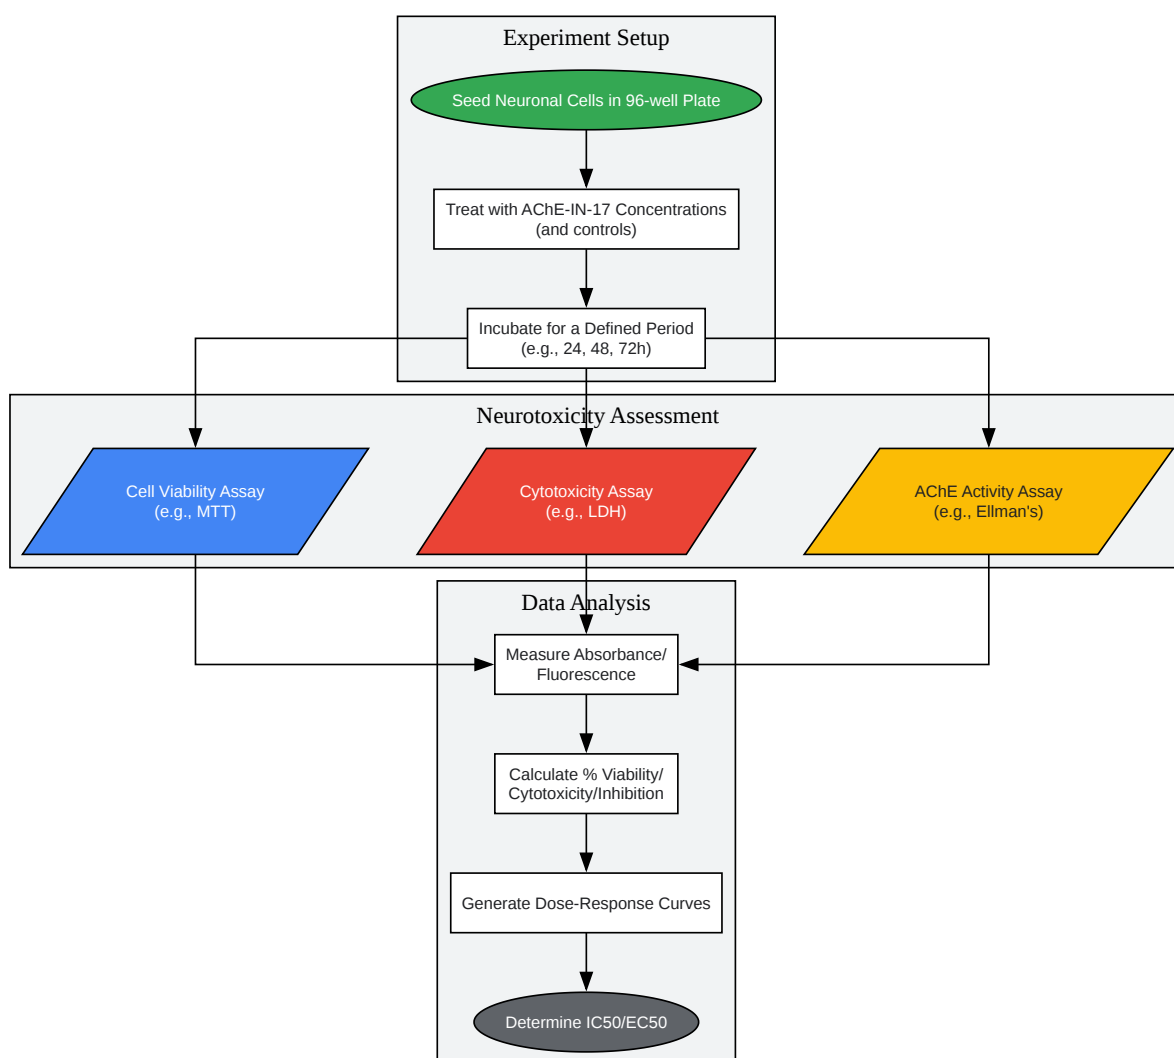 Experiment Setup
Seed Neuronal Cells in 96-well Plate
Treat with AChE-IN-17 Concentrations
(and controls)
Incubate for a Defined Period
(e.g., 24, 48, 72h)
Neurotoxicity Assessment
Cell Viability Assay
(e.g., MTT)
Cytotoxicity Assay
(e.g., LDH)
AChE Activity Assay
(e.g., Ellman's)
Data Analysis
Measure Absorbance/
Fluorescence
Calculate % Viability/
Cytotoxicity/Inhibition
Generate Dose-Response Curves
Determine IC50/EC50